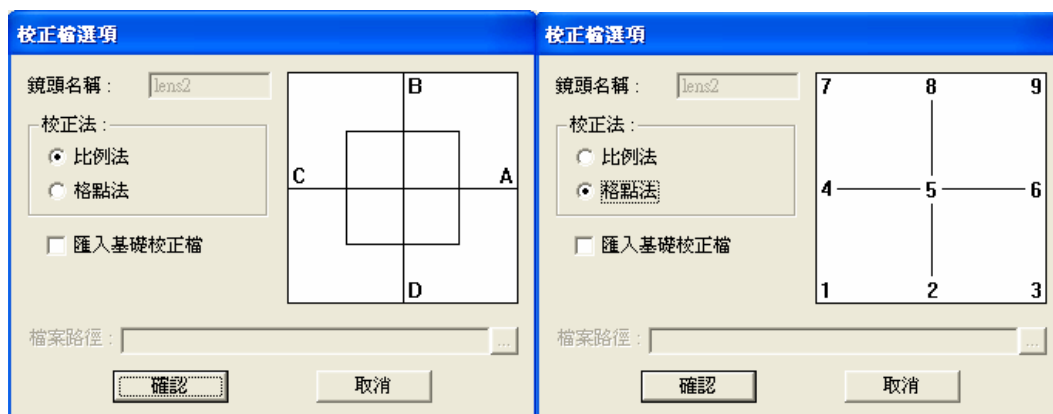 校正檔選項
鏡頭名稱： lens2
校正法：
比例法
格點法
匯入基礎校正檔
B
C A
D
檔案路徑： ...
確認 取消
校正檔選項
鏡頭名稱： lens2
校正法：
比例法
格點法
匯入基礎校正檔
7 8 9
4 5 6
1 2 3
檔案路徑： ...
確認 取消